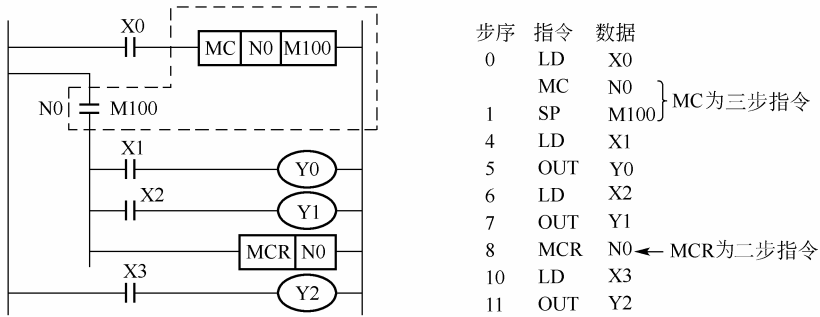 X0
MC N0 M100
N0 M100
X1
Y0
X2
Y1
MCR N0
X3
Y2
步序 指令 数据
0 LD X0
MC N0
MC为三步指令
1 SP M100
4 LD X1
5 OUT Y0
6 LD X2
7 OUT Y1
8 MCR N0 MCR为二步指令
10 LD X3
11 OUT Y2